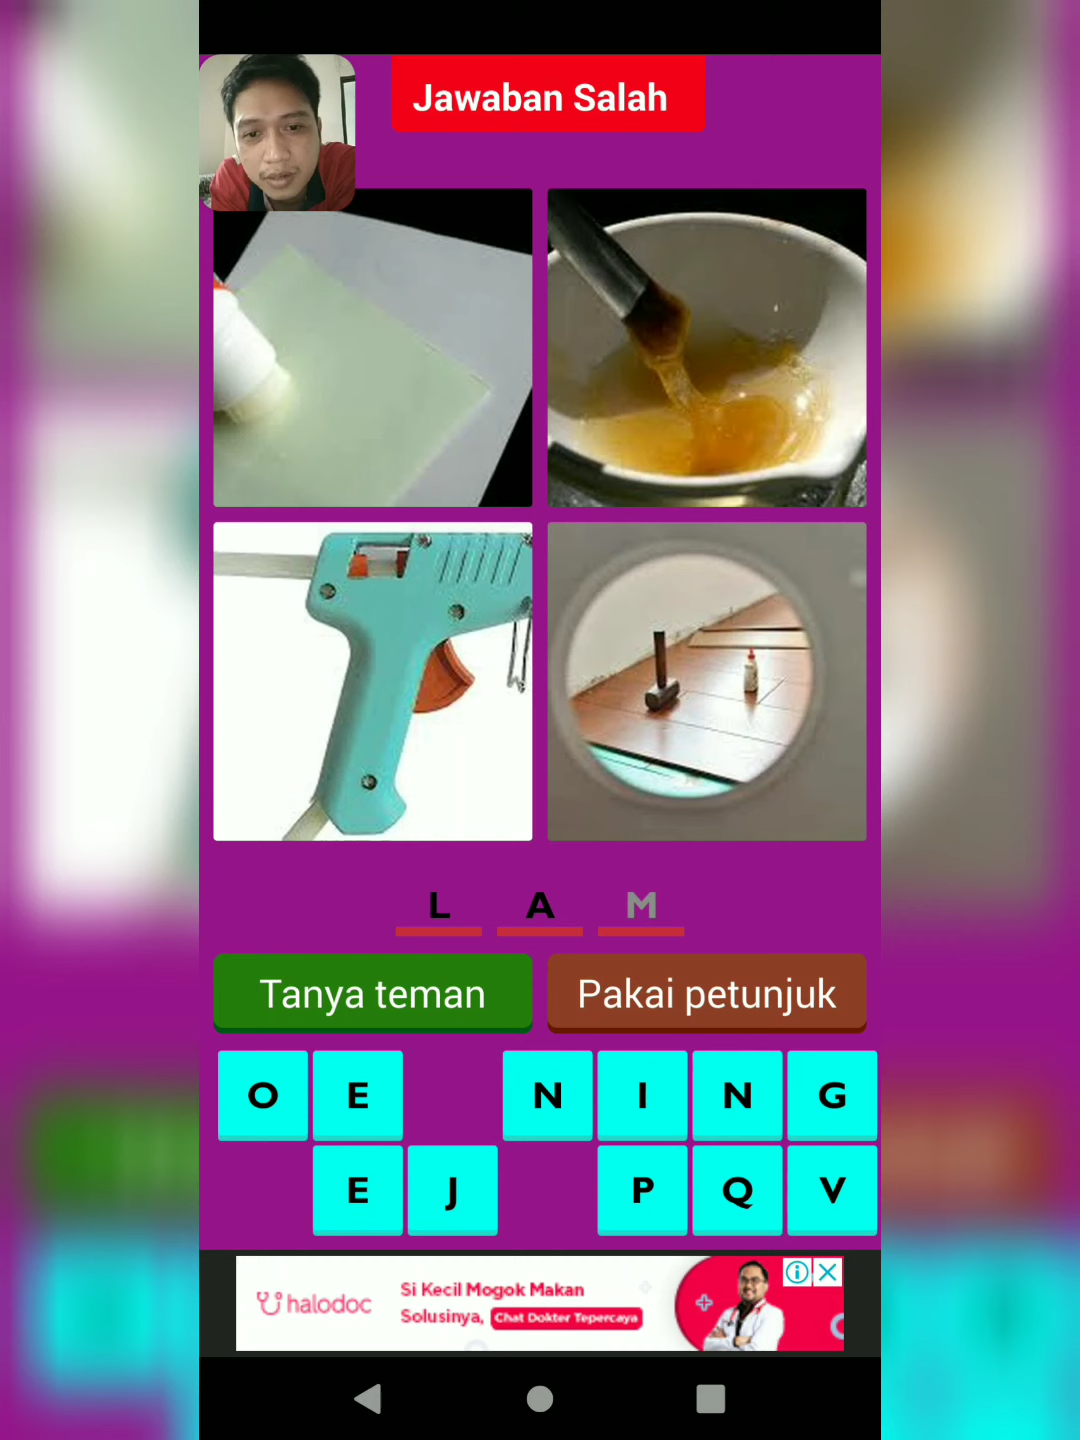 Jawaban Salah
L A M
Tanya teman
Pakai petunjuk
O E N I N G
E J P Q V
halodoc
Si Kecil Mogok Makan
Solusinya, Chat Dokter Tepercaya